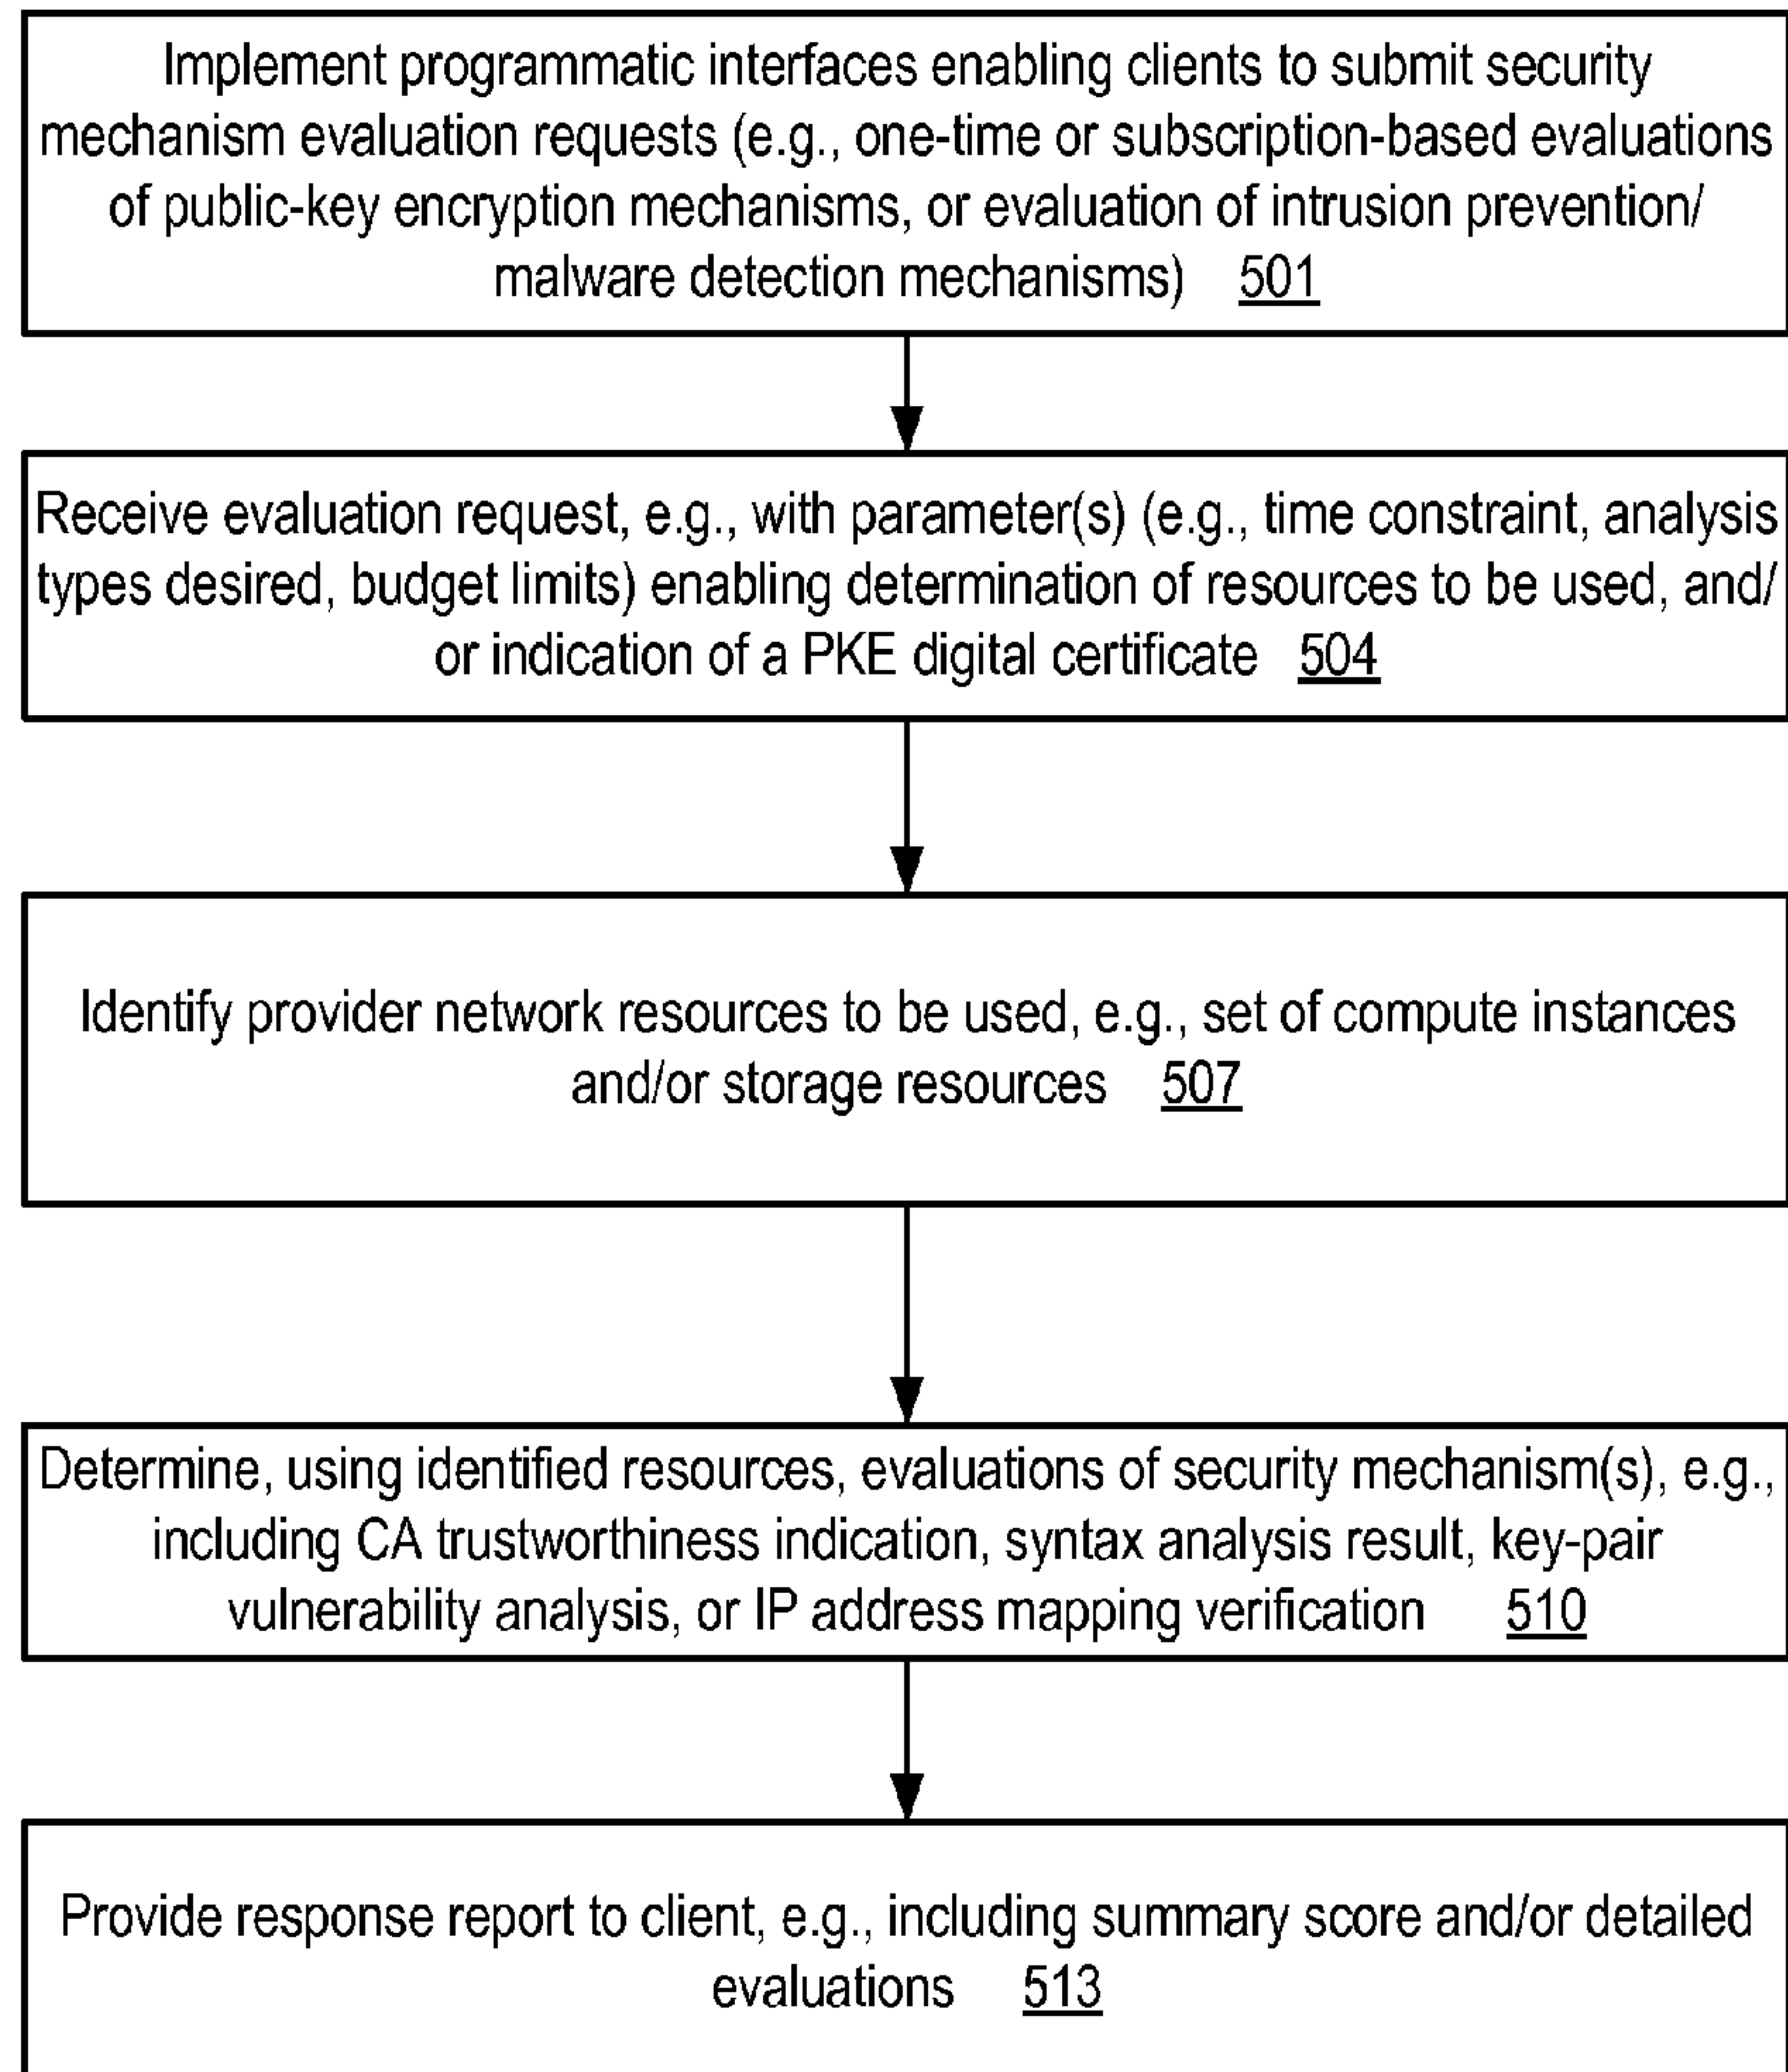 Implement programmatic interfaces enabling clients to submit security
mechanism evaluation requests (e.g., one-time or subscription-based evaluations
of public-key encryption mechanisms, or evaluation of intrusion prevention/
malware detection mechanisms) 501
Receive evaluation request, e.g., with parameter(s) (e.g., time constraint, analysis
types desired, budget limits) enabling determination of resources to be used, and/
or indication of a PKE digital certificate 504
Identify provider network resources to be used, e.g., set of compute instances
and/or storage resources 507
Determine, using identified resources, evaluations of security mechanism(s), e.g.,
including CA trustworthiness indication, syntax analysis result, key-pair
vulnerability analysis, or IP address mapping verification 510
Provide response report to client, e.g., including summary score and/or detailed
evaluations 513